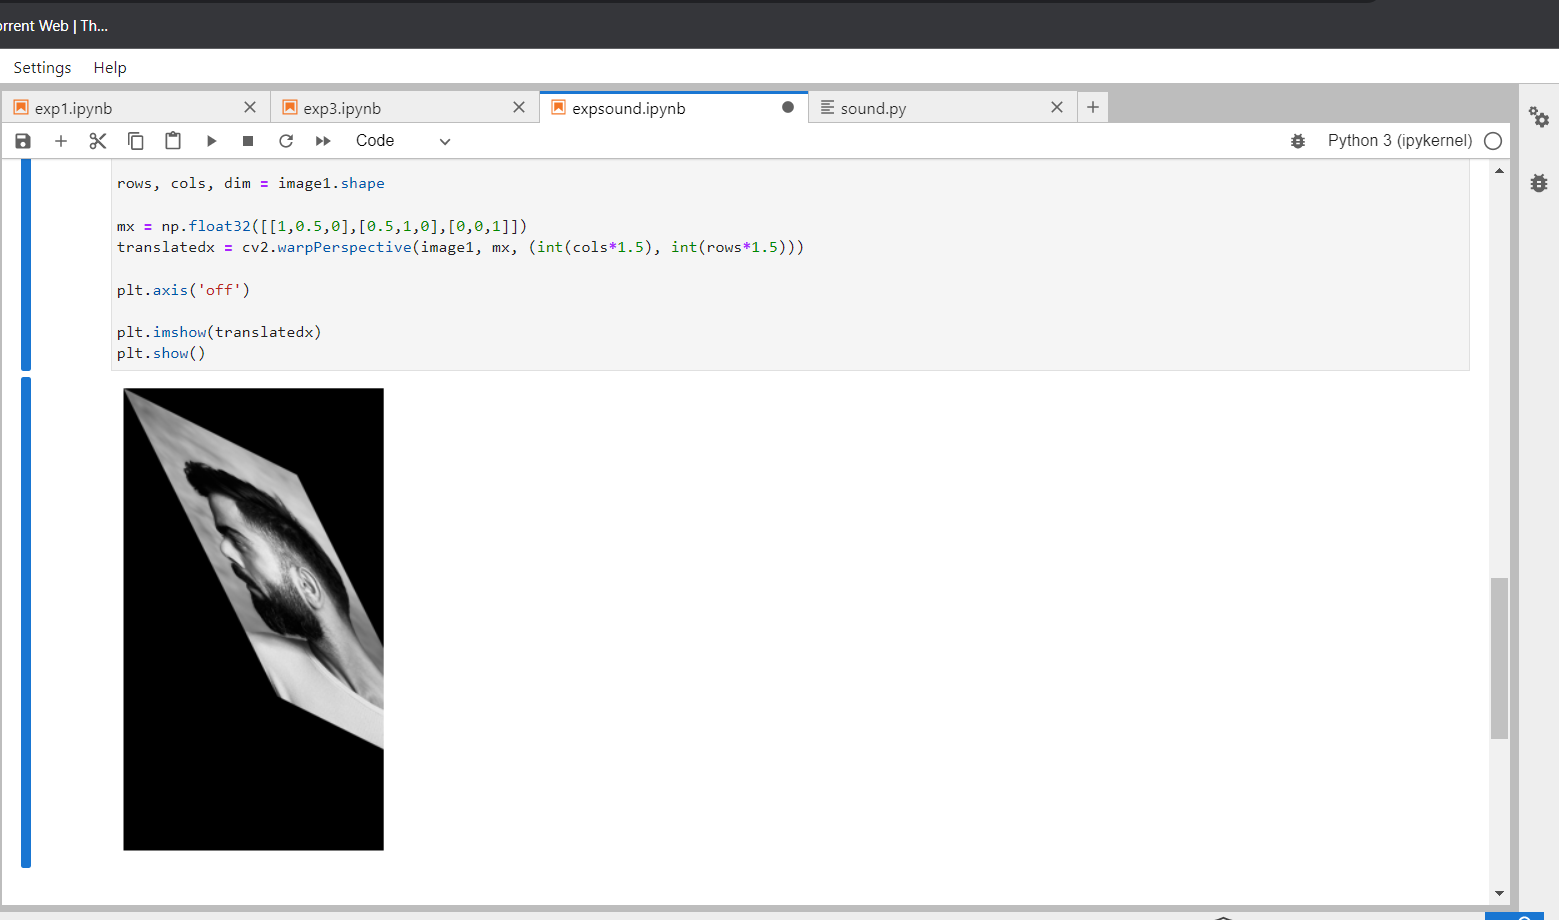 orrent Web | Th...
Settings Help
exp1.ipynb exp3.ipynb expsound.ipynb sound.py
Code Python 3 (ipykernel)
rows, cols, dim = image1.shape
mx = np.float32([[1,0.5,0],[0.5,1,0],[0,0,1]])
translatedx = cv2.warpPerspective(image1, mx, (int(cols*1.5), int(rows*1.5)))
plt.axis('off')
plt.imshow(translatedx)
plt.show()